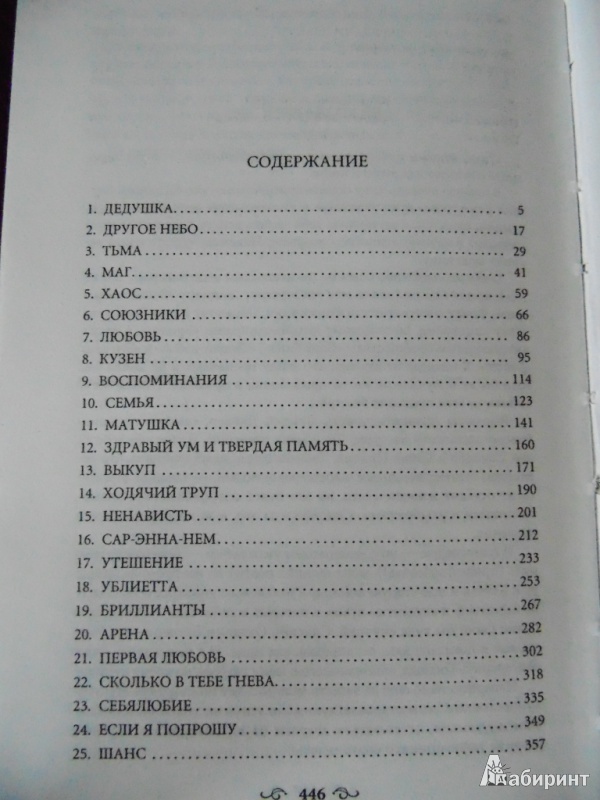 СОДЕРЖАНИЕ
1. ДЕДУШКА. 5
2. ДРУГОЕ НЕБО 17
3. ТЬМА 29
4. МАГ. 41
5. ХАОС 59
6. СОЮЗНИКИ 66
7. ЛЮБОВЬ 86
8. КУЗЕН 95
9. ВОСПОМИНАНИЯ 114
10. СЕМЬЯ 123
11. МАТУШКА 141
12. ЗДРАВЫЙ УМ И ТВЕРДАЯ ПАМЯТЬ 160
13. ВЫКУП 171
14. ХОДЯЧИЙ ТРУП 190
15. НЕНАВИСТЬ 201
16. САР-ЭННА-НЕМ 212
17. УТЕШЕНИЕ 233
18. УБЛИЕТТА 253
19. БРИЛЛИАНТЫ 267
20. АРЕНА 282
21. ПЕРВАЯ ЛЮБОВЬ 302
22. СКОЛЬКО В ТЕБЕ ГНЕВА. 318
23. СЕБЯЛЮБИЕ 335
24. ЕСЛИ Я ПОПРОШУ 349
25. ШАНС 357
446
Лабиринт